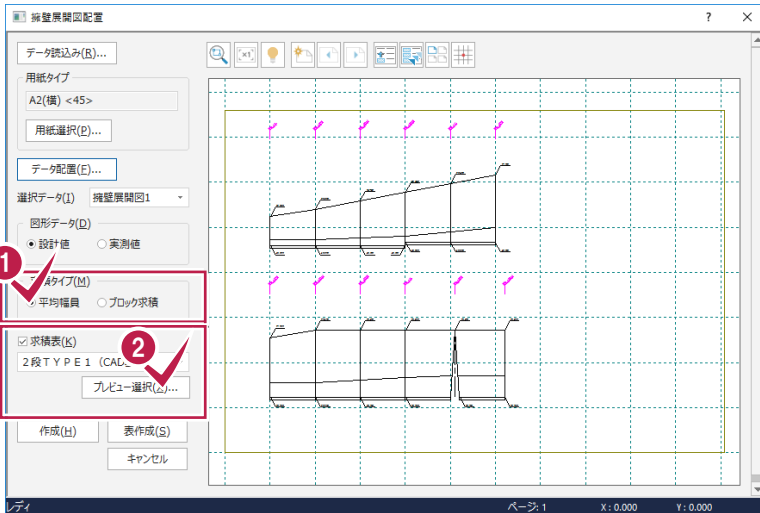 擁壁展開図配置
? ×
データ読込み(R)...
×1
用紙タイプ
A2(横) <45>
用紙選択(P)...
データ配置(F)...
選択データ(I) 擁壁展開図1
図形データ(D)
設計値 実測値
1
タイプ(M)
平均幅員 ブロック求積
求積表(K)
2
2段TYPE1 (CAD
プレビュー選択(
)...
作成(H) 表作成(S)
キャンセル
レディ ページ: 1 X : 0.000 Y : 0.000